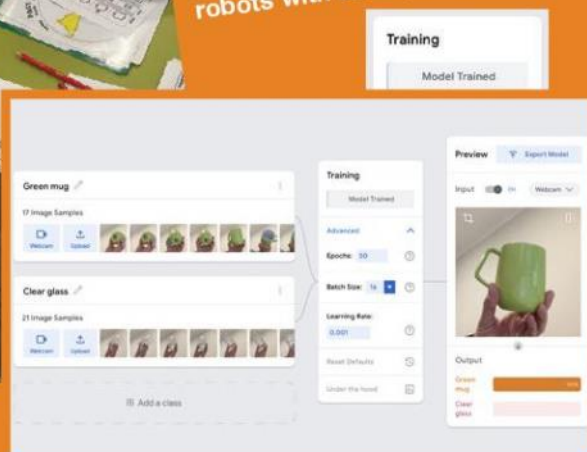 robots with
Training
Model Trained
Green mug
17 Image Samples
Webcam
Upload
Clear glass
21 Image Samples
Webcam
Upload
Add a class
Training
Model Trained
Advanced
Epochs: 50
Batch Size: 16
Learning Rate:
0.001
Reset Defaults
Under the hood
Preview
Export Model
Input
ON
Webcam
Output
Green
mug
Clear
glass